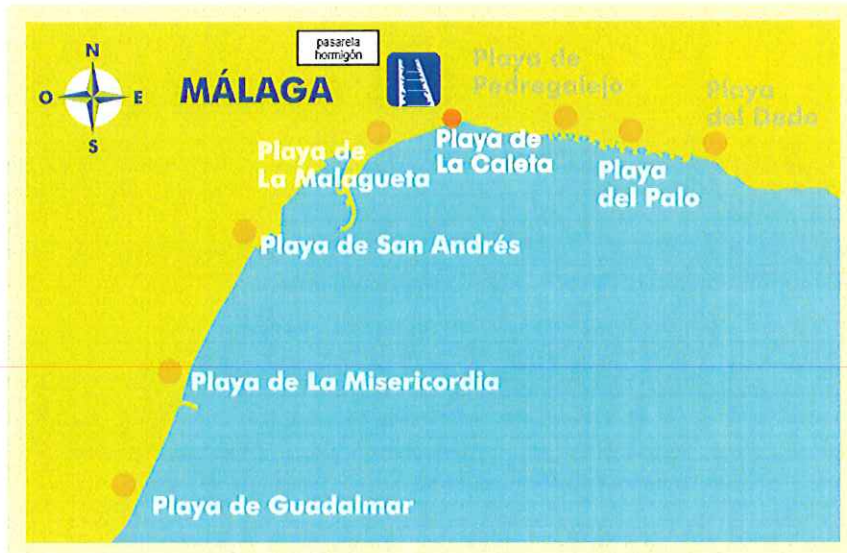 pasarela
hormigón
N
O
E
S
MÁLAGA
Playa de
Pedregalejo
Playa
del Dedo
Playa de
La Malagueta
Playa de
La Caleta
Playa
del Palo
Playa de San Andrés
Playa de La Misericordia
Playa de Guadalmar